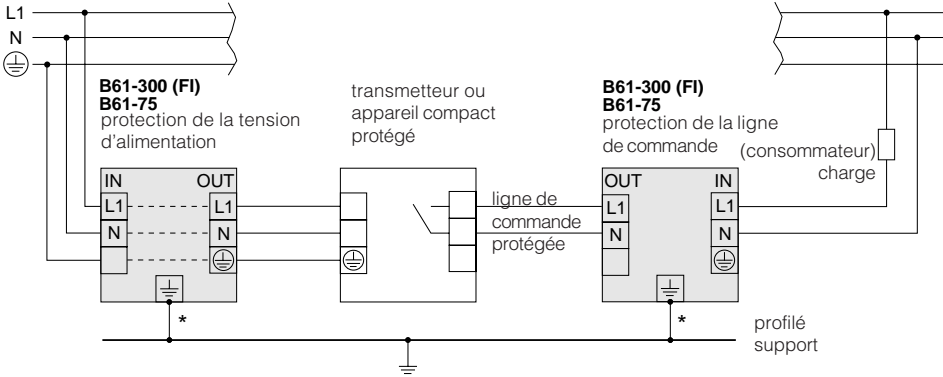 L1
N
B61-300 (FI)
B61-75
protection de la tension
d’alimentation
transmetteur ou
appareil compact
protégé
B61-300 (FI)
B61-75
protection de la ligne
de commande
(consommateur)
charge
IN OUT
L1 L1
N N
ligne de
commande
protégée
OUT IN
L1 L1
N N
*
*
profilé
support